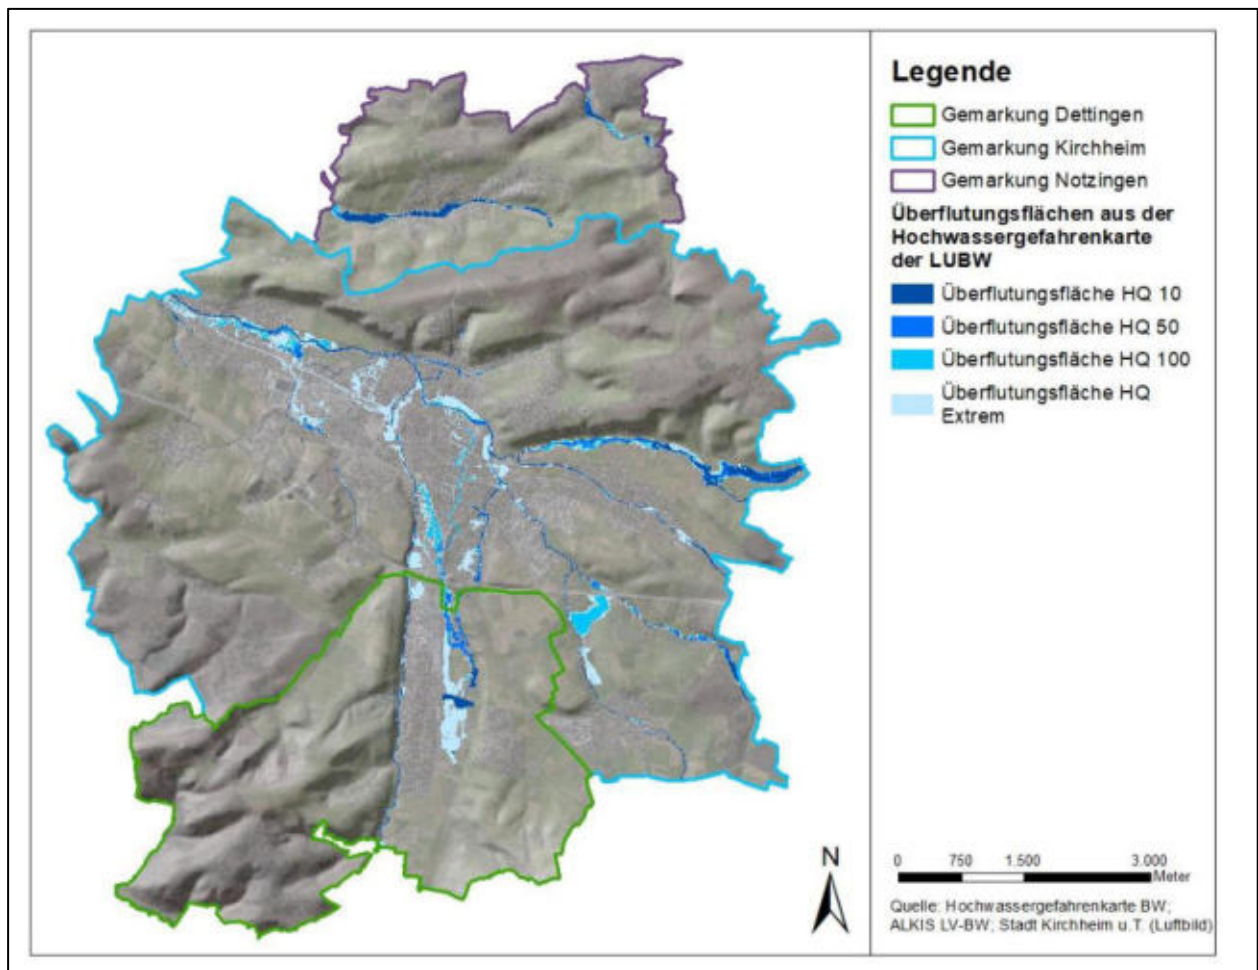 Legende
Gemarkung Dettingen
Gemarkung Kirchheim
Gemarkung Notzingen
Überflutungsflächen aus der
Hochwassergefahrenkarte
der LUBW
Überflutungsfläche HQ 10
Überflutungsfläche HQ 50
Überflutungsfläche HQ 100
Überflutungsfläche HQ
Extrem
N
0 750 1.500 3.000
Meter
Quelle: Hochwassergefahrenkarte BW;
ALKIS LV-BW; Stadt Kirchheim u.T. (Luftbild)